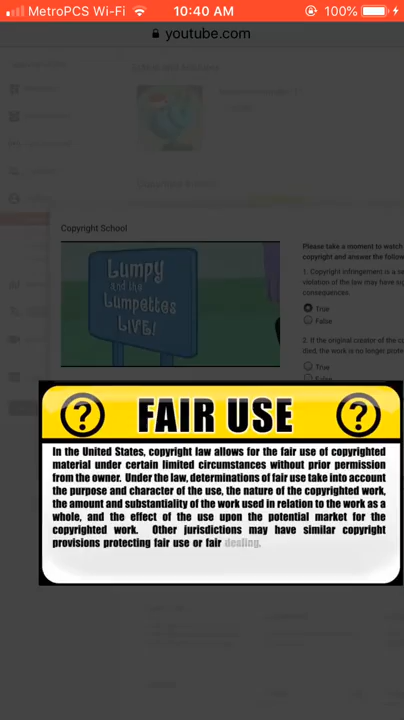 MetroPCS Wi-Fi 10:40 AM 100%
youtube.com
Copyright School
Please take a moment to watch
copyright and answer the follow
Lumpy
and the
Lumpettes
LIVE!
1. Copyright infringement is a se
violation of the law may have su
consequences.
True
False
2. If the original creator of the co
died, the work is no longer prote
True
False
FAIR USE
In the United States, copyright law allows for the fair use of copyrighted
material under certain limited circumstances without prior permission
from the owner. Under the law, determinations of fair use take into account
the purpose and character of the use, the nature of the copyrighted work,
the amount and substantiality of the work used in relation to the work as a
whole, and the effect of the use upon the potential market for the
copyrighted work. Other jurisdictions may have similar copyright
provisions protecting fair use or fair dealing.